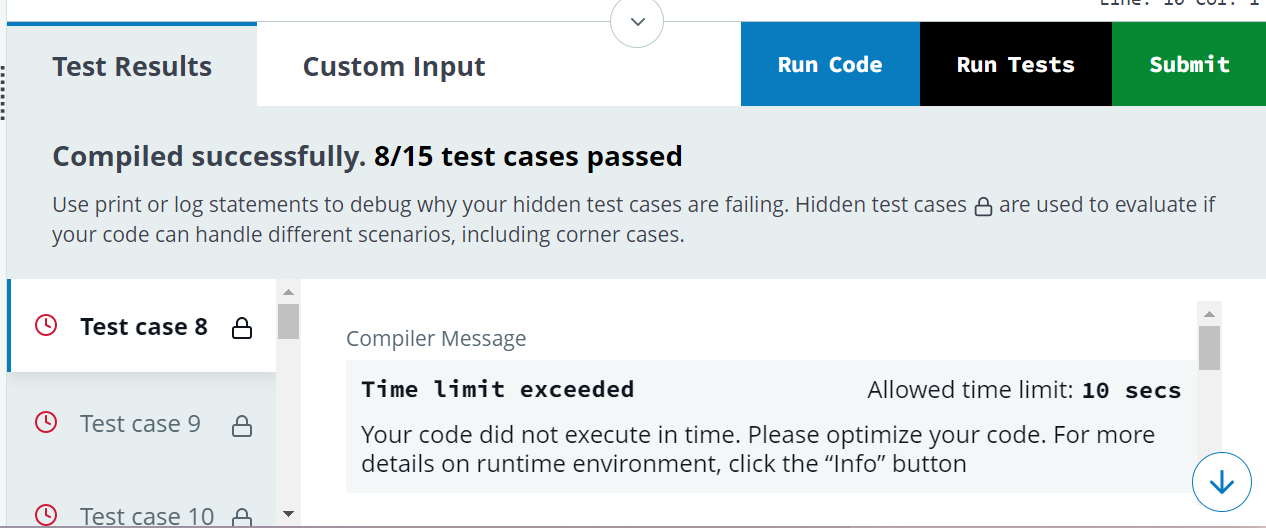 Line: 10 Col: 1
Test Results
Custom Input
Run Code
Run Tests
Submit
Compiled successfully. 8/15 test cases passed
Use print or log statements to debug why your hidden test cases are failing. Hidden test cases are used to evaluate if
your code can handle different scenarios, including corner cases.
Test case 8
Compiler Message
Time limit exceeded
Allowed time limit: 10 secs
Test case 9
Your code did not execute in time. Please optimize your code. For more
details on runtime environment, click the “Info” button
Test case 10